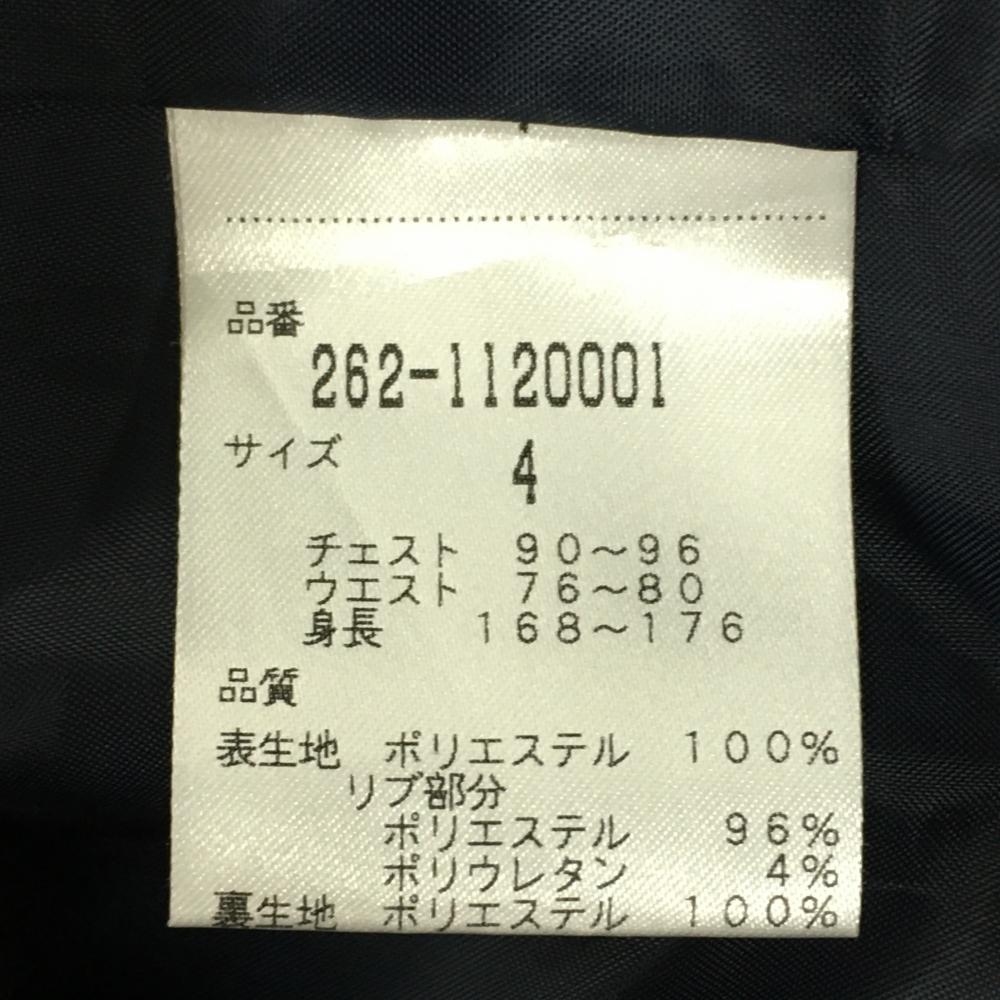 品番
262-1120001
サイズ 4
チェスト 90～96
ウエスト 76～80
身長 168～176
品質
表生地 ポリエステル 100%
リブ部分
ポリエステル 96%
ポリウレタン 4%
裏生地 ポリエステル 100%